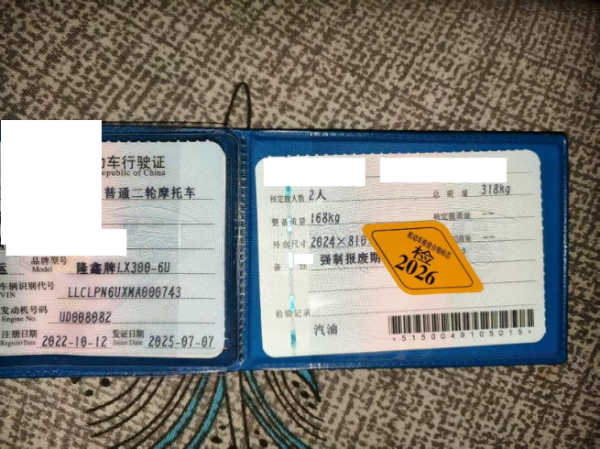 动车行驶证
Republic of China
普通二轮摩托车
运
品牌型号
Model
隆鑫牌LX300-6U
车辆识别代号
VIN
LLCLPN6UXMA000743
发动机号码
Engine No.
UD008082
注册日期
Register Date
2022-10-12
发证日期
Issue Date
2025-07-07
核定载人数 2人
总质量 318kg
整备质量 168kg
核定载质量
外廓尺寸 2024×810
备 注 强制报废期
检验记录
汽油
检
2026
*5150049105015*